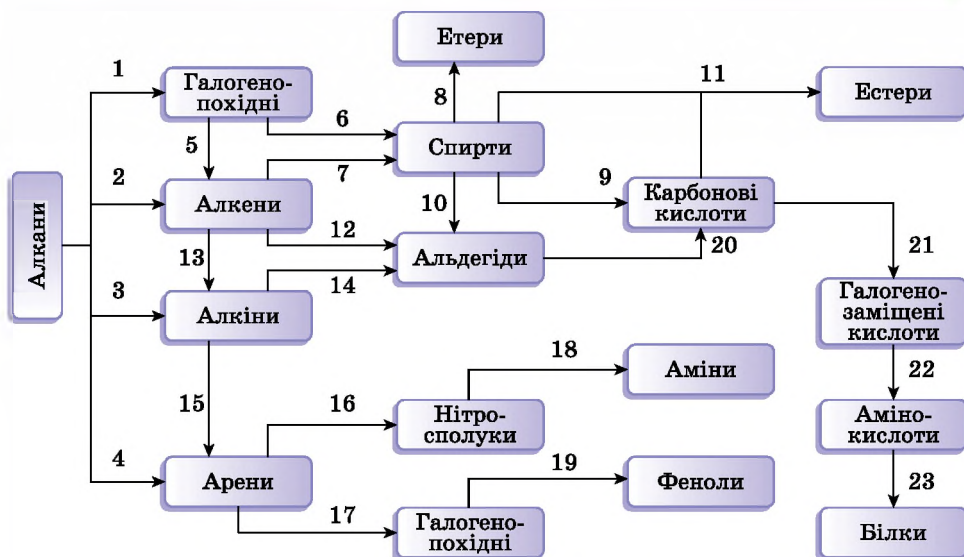 Етери
1
Галогено-
похідні
8
11
Естери
6
Спирти
5
7
2
Алкени
10
9
Карбонові
кислоти
Алкани
12
13
Альдегіди
20
21
14
3
Алкіни
Галогено-
заміщені
кислоти
18
Аміни
22
15
16
Нітро-
сполуки
Аміно-
кислоти
4
Арени
19
Феноли
23
17
Галогено-
похідні
Білки